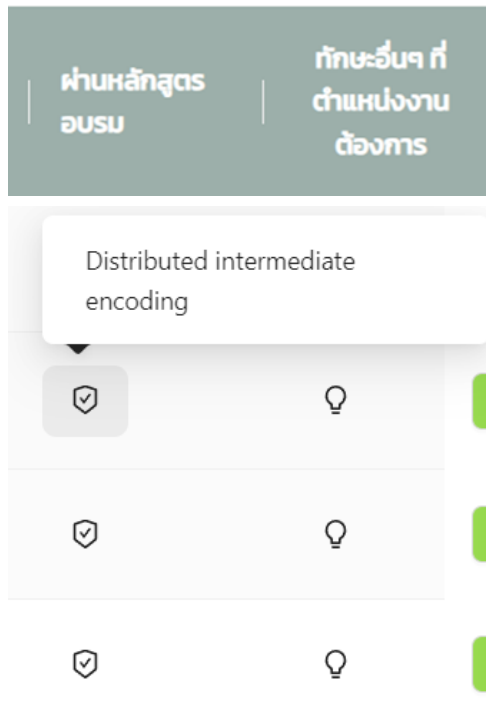 ผ่านหลักสูตร
อบรม
ทักษะอื่นๆ ที่
ตำแหน่งงาน
ต้องการ
Distributed intermediate
encoding